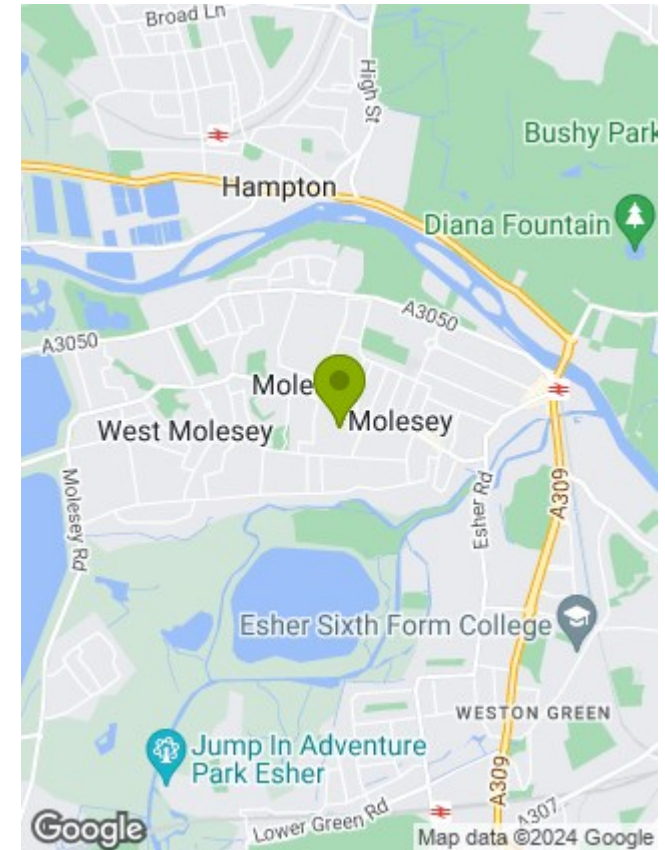 Broad Ln
High St
Bushy Park
Hampton
Diana Fountain
A3050
A3050
Mole
Molesey
West Molesey
Molesey Rd
Esher Rd
A309
Esher Sixth Form College
WESTON GREEN
Jump In Adventure
Park Esher
A309
A307
Lower Green Rd
Google
Map data ©2024 Google